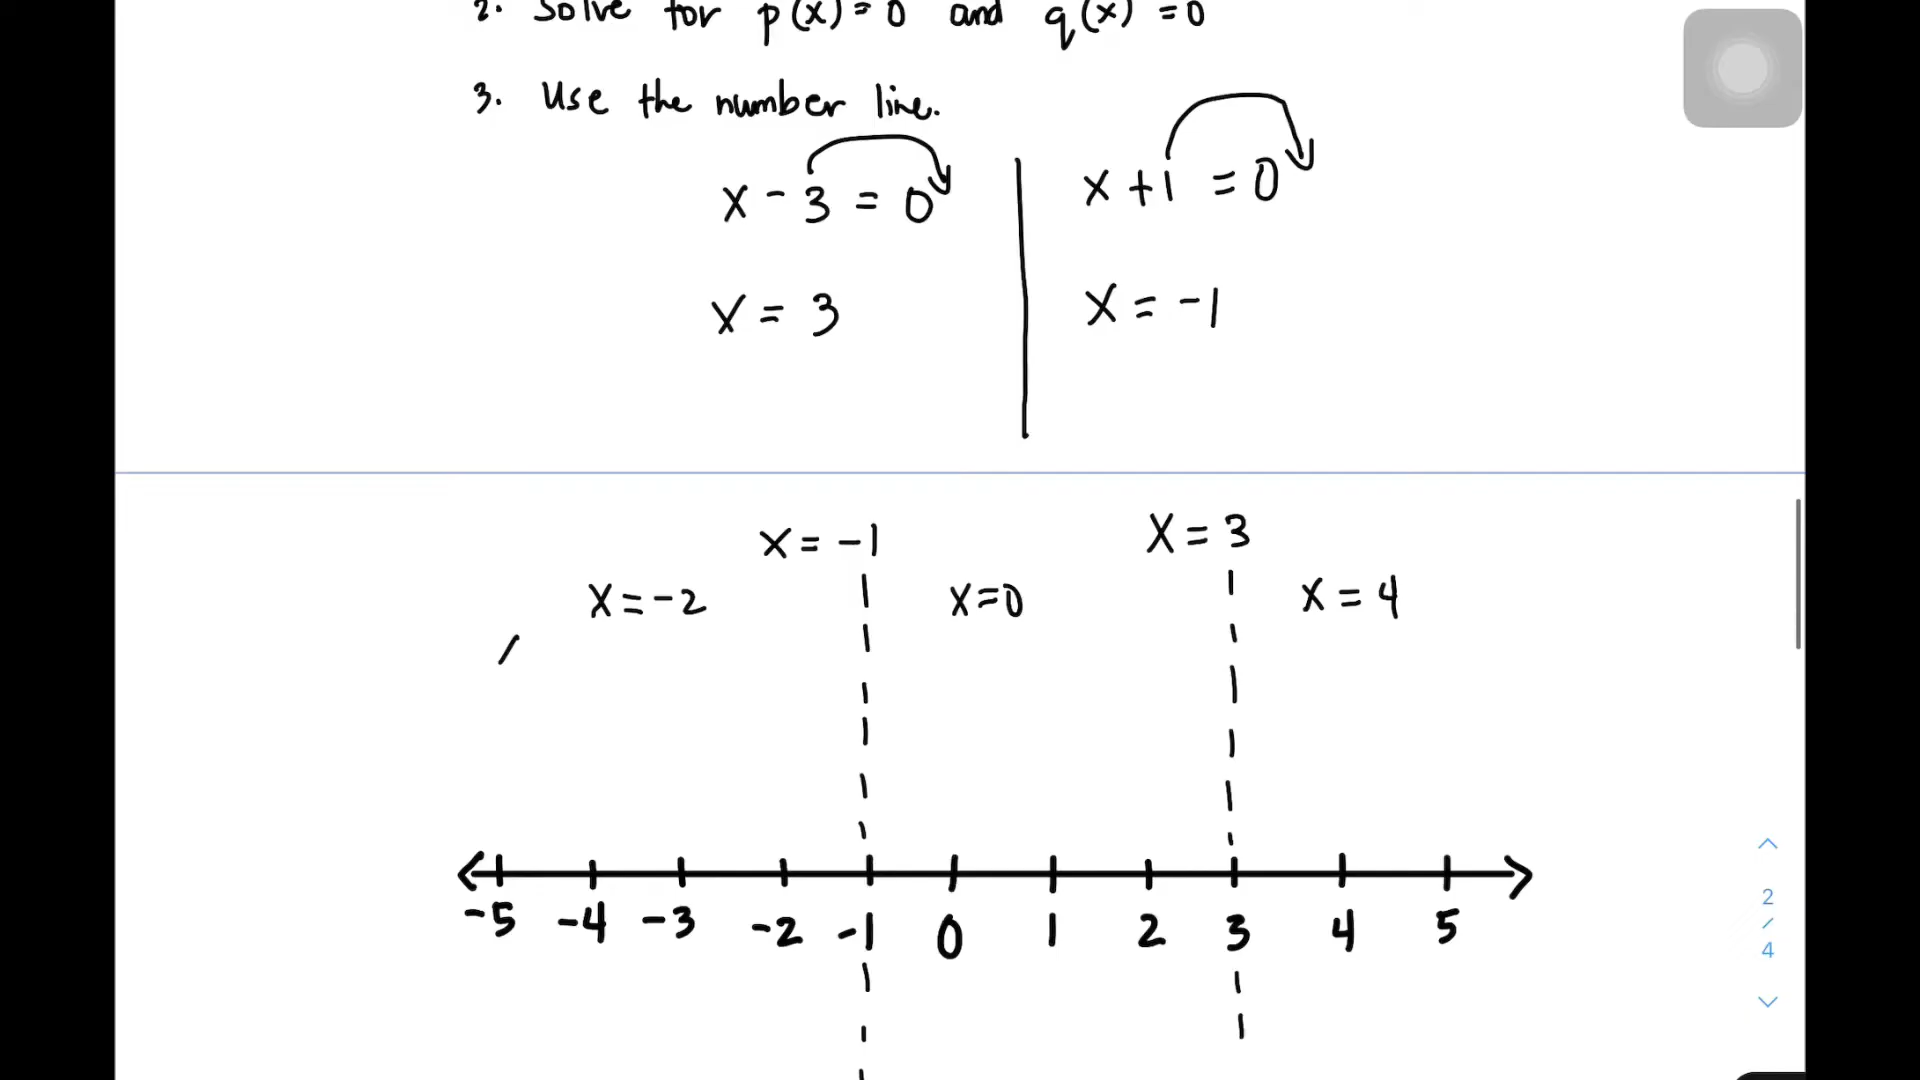 2. Solve for p(x)=0 and q(x)=0
3. Use the number line.
x - 3 = 0
x +1 = 0
x = 3
x = -1
x = -1
x = 3
x = -2
x=0
x = 4
-5 -4 -3 -2 -1 0 1 2 3 4 5
2
/
4